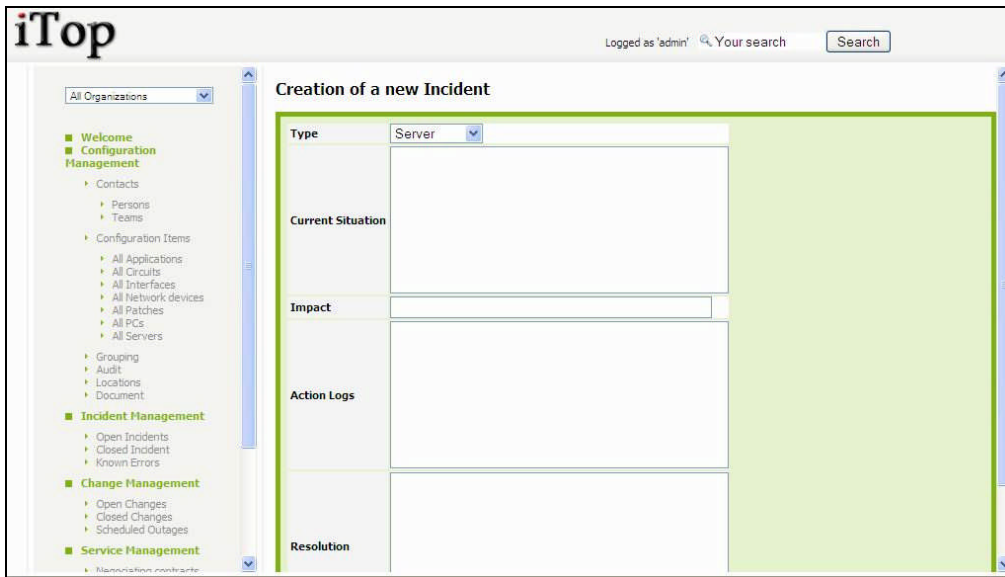 iTop
Logged as 'admin' Your search Search
All Organizations
Welcome
Configuration
Management
Contacts
Persons
Teams
Configuration Items
All Applications
All Circuits
All Interfaces
All Network devices
All Patches
All PCs
All Servers
Grouping
Audit
Locations
Document
Incident Management
Open Incidents
Closed Incident
Known Errors
Change Management
Open Changes
Closed Changes
Scheduled Outages
Service Management
Negociating contracts
Creation of a new Incident
Type Server
Current Situation
Impact
Action Logs
Resolution